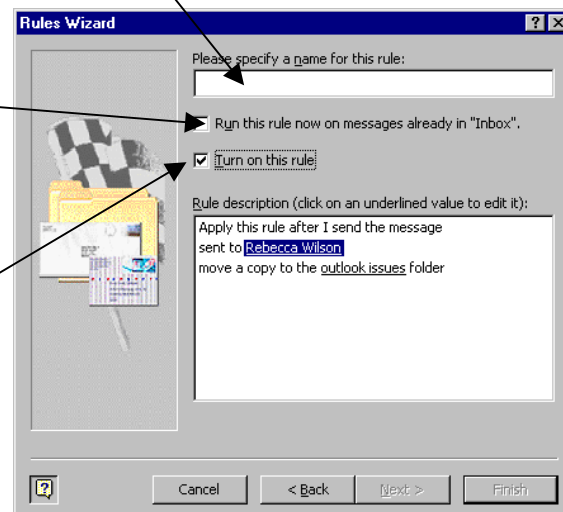 Rules Wizard
Please specify a name for this rule:
Run this rule now on messages already in "Inbox".
Turn on this rule
Rule description (click on an underlined value to edit it):
Apply this rule after I send the message
sent to Rebecca Wilson
move a copy to the outlook issues folder
Cancel
< Back
Next >
Finish